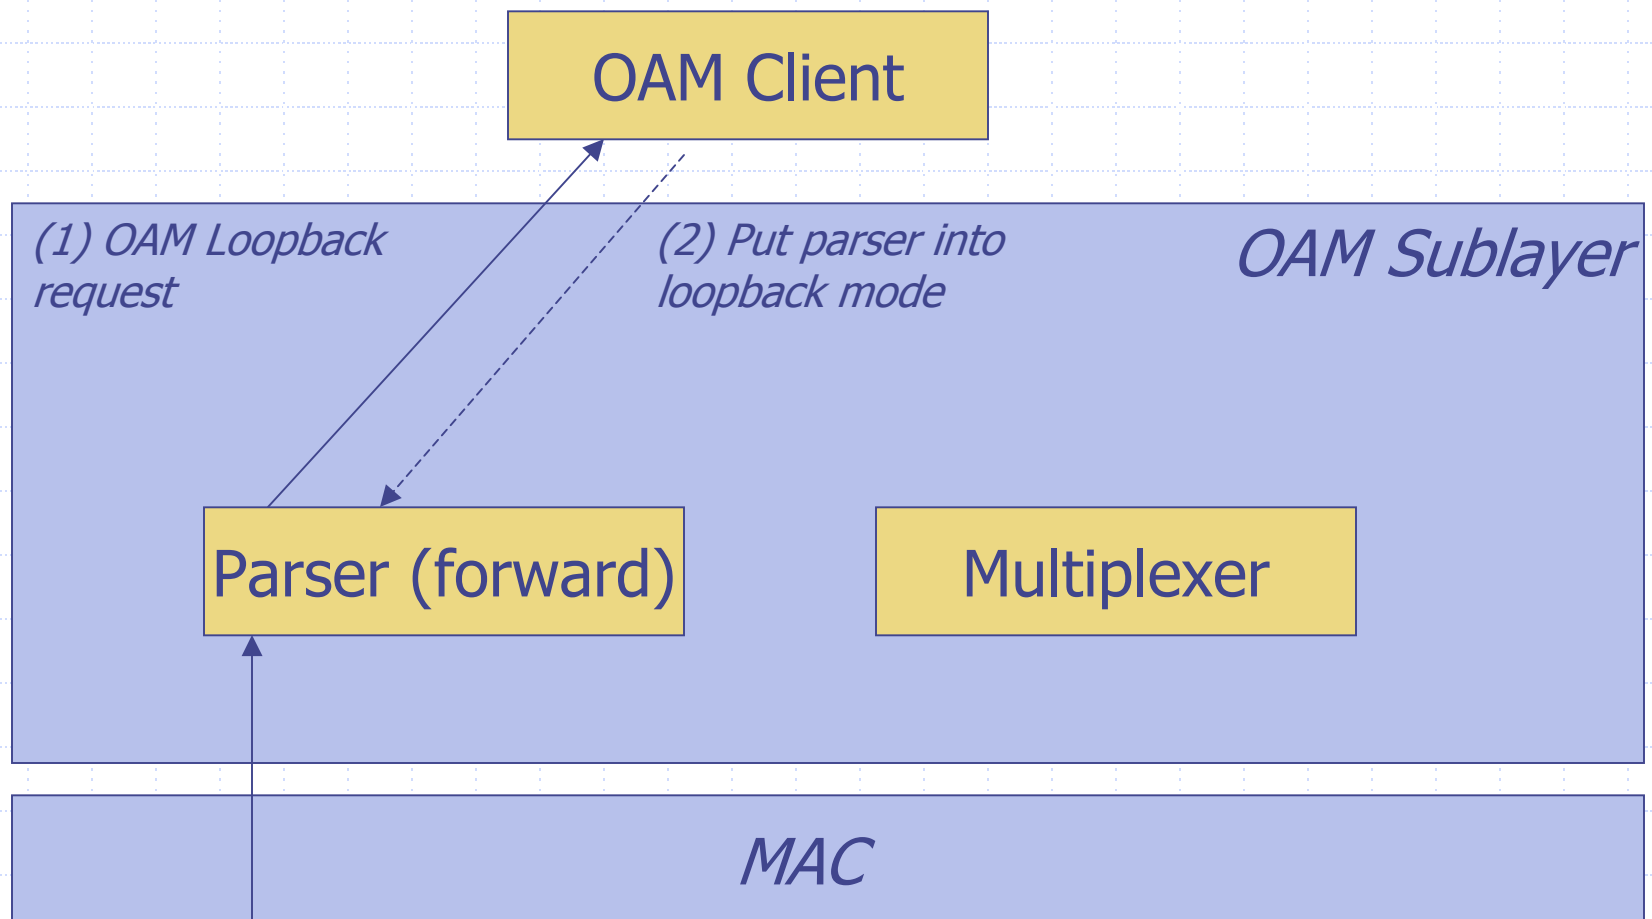 OAM Client
(1) OAM Loopback
request
(2) Put parser into
loopback mode
OAM Sublayer
Parser (forward)
Multiplexer
MAC